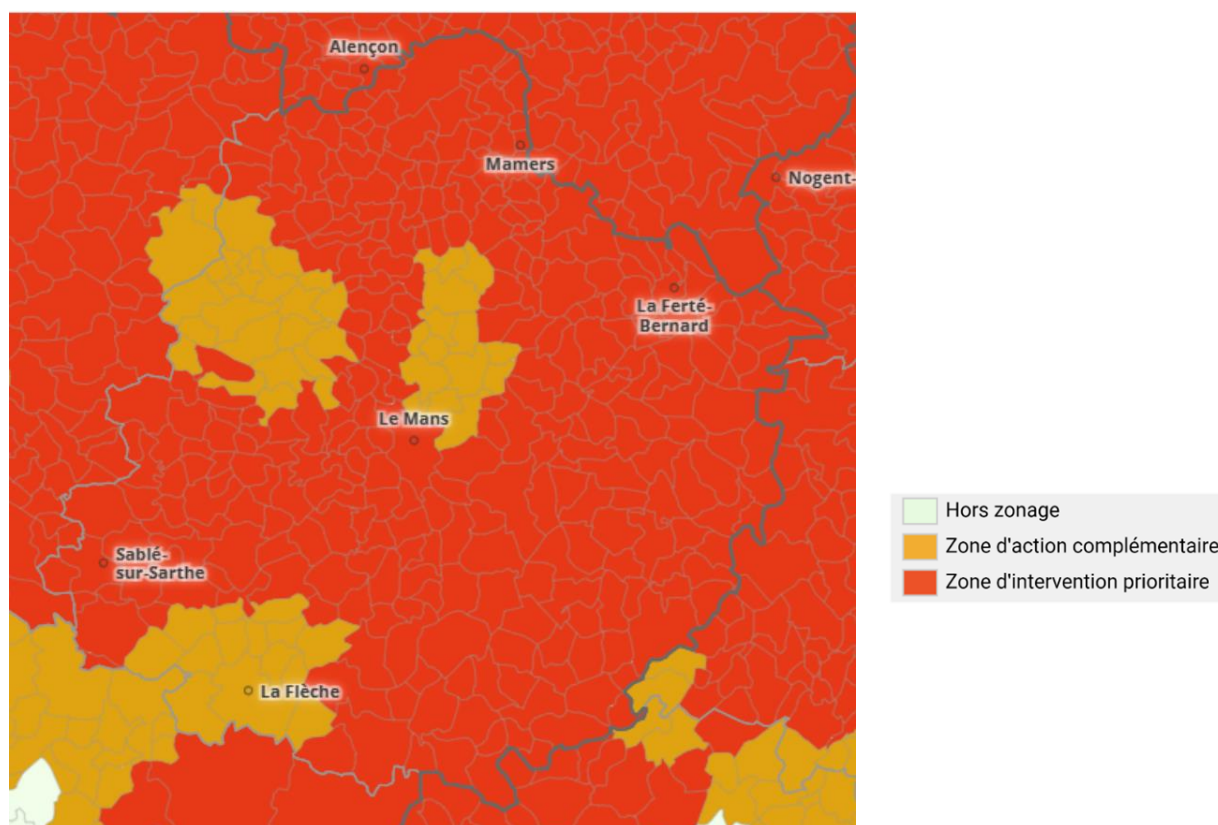 Alençon
Mamers
Nogent-
La Ferté-
Bernard
Le Mans
Sablé-
sur-Sarthe
La Flèche
Hors zonage
Zone d'action complémentaire
Zone d'intervention prioritaire